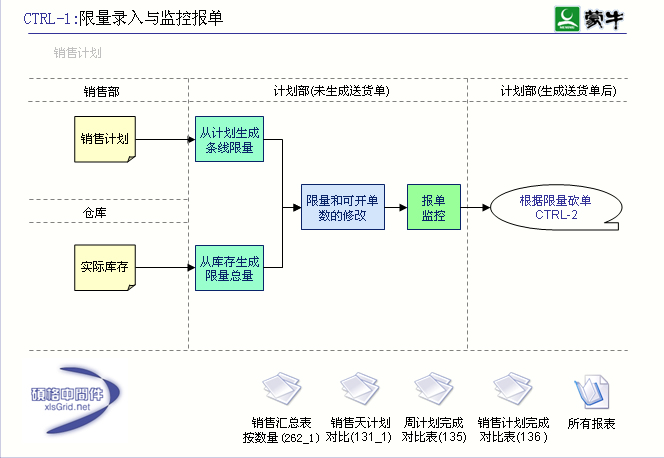 CTRL-1:限量录入与监控报单
蒙牛
销售计划
销售部
计划部(未生成送货单)
计划部(生成送货单后)
销售计划
从计划生成
条线限量
仓库
限量和可开单
数的修改
报单
监控
根据限量砍单
CTRL-2
实际库存
从库存生成
限量总量
碩格中間件
xlsGrid.net
销售汇总表
按数量(262_1)
销售天计划
对比(131_1)
周计划完成
对比表(135)
销售计划完成
对比表(136 )
所有报表